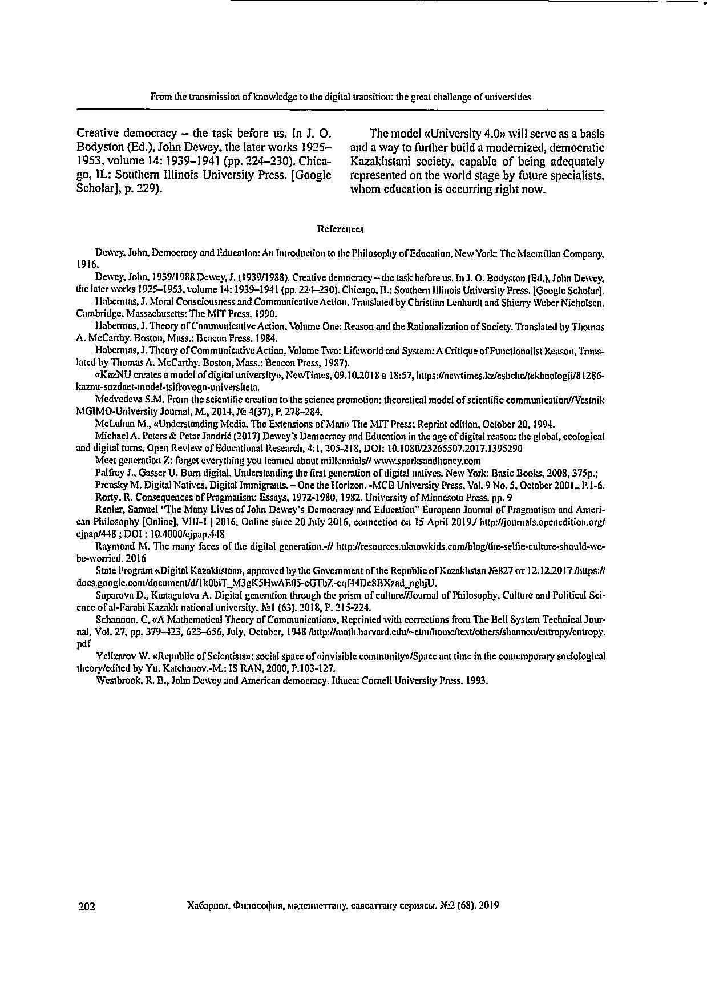 From the transmission of knowledge to the digital transition: the great challenge of universities
Creative democracy – the task before us. In J. O.
Bodyston (Ed.), John Dewey, the later works 1925–
1953, volume 14: 1939–1941 (pp. 224–230). Chica-
go, IL: Southern Illinois University Press. [Google
Scholar], p. 229).
The model «University 4.0» will serve as a basis
and a way to further build a modernized, democratic
Kazakhstani society, capable of being adequately
represented on the world stage by future specialists,
whom education is occurring right now.
References
Dewey, John, Democracy and Education: An Introduction to the Philosophy of Education, New York: The Macmillan Company,
1916.
Dewey, John, 1939/1988 Dewey, J. (1939/1988). Creative democracy – the task before us. In J. O. Bodyston (Ed.), John Dewey,
the later works 1925–1953, volume 14: 1939–1941 (pp. 224–230). Chicago, IL: Southern Illinois University Press. [Google Scholar].
Habermas, J. Moral Consciousness and Communicative Action. Translated by Christian Lenhardt and Shierry Weber Nicholsen.
Cambridge, Massachusetts: The MIT Press. 1990.
Habermas, J. Theory of Communicative Action, Volume One: Reason and the Rationalization of Society. Translated by Thomas
A. McCarthy. Boston, Mass.: Beacon Press, 1984.
Habermas, J. Theory of Communicative Action, Volume Two: Lifeworld and System: A Critique of Functionalist Reason, Trans-
lated by Thomas A. McCarthy. Boston, Mass.: Beacon Press, 1987).
«KazNU creates a model of digital university», NewTimes, 09.10.2018 в 18:57, https://newtimes.kz/eshche/tekhnologii/81286-
kaznu-sozdaet-model-tsifrovogo-universiteta.
Medvedeva S.M. From the scientific creation to the science promotion: theoretical model of scientific communication//Vestnik
MGIMO-University Journal, M., 2014, № 4(37), P. 278–284.
McLuhan M., «Understanding Media, The Extensions of Man» The MIT Press; Reprint edition, October 20, 1994.
Michael A. Peters & Petar Jandrić (2017) Dewey's Democracy and Education in the age of digital reason: the global, ecological
and digital turns, Open Review of Educational Research, 4:1, 205-218, DOI: 10.1080/23265507.2017.1395290
Meet generation Z: forget everything you learned about millennials// www.sparksandhoney.com
Palfrey J., Gasser U. Born digital. Understanding the first generation of digital natives. New York: Basic Books, 2008, 375p.;
Prensky M. Digital Natives, Digital Immigrants. – One the Horizon. -MCB University Press, Vol. 9 No. 5, October 2001., P.1-6.
Rorty, R. Consequences of Pragmatism: Essays, 1972-1980, 1982. University of Minnesota Press. pp. 9
Renier, Samuel “The Many Lives of John Dewey's Democracy and Education” European Journal of Pragmatism and Ameri-
can Philosophy [Online], VIII-1 | 2016, Online since 20 July 2016, connection on 15 April 2019./ http://journals.openedition.org/
ejpap/448 ; DOI : 10.4000/ejpap.448
Raymond M. The many faces of the digital generation.-// http://resources.uknowkids.com/blog/the-selfie-culture-should-we-
be-worried. 2016
State Program «Digital Kazakhstan», approved by the Government of the Republic of Kazakhstan №827 от 12.12.2017 /https://
docs.google.com/document/d/1k0biT_M3gK5HwAE05-cGTbZ-cqf44Dc8BXzad_nghjU.
Saparova D., Kanagatova A. Digital generation through the prism of culture//Journal of Philosophy, Culture and Political Sci-
ence of al-Farabi Kazakh national university, №1 (63). 2018, P. 215-224.
Schannon. C, «A Mathematical Theory of Communication», Reprinted with corrections from The Bell System Technical Jour-
nal, Vol. 27, pp. 379–423, 623–656, July, October, 1948 /http://math.harvard.edu/~ctm/home/text/others/shannon/entropy/entropy.
pdf
Yelizarov W. «Republic of Scientists»: social space of «invisible community»/Space ant time in the contemporary sociological
theory/edited by Yu. Katchanov.-M.: IS RAN, 2000, P.103-127.
Westbrook, R. B., John Dewey and American democracy. Ithaca: Cornell University Press. 1993.
202
Хабаршы. Философия, мәдениеттану, саясаттану сериясы. №2 (68). 2019